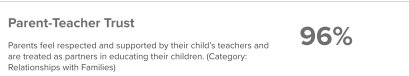 Parent-Teacher Trust
96%
Parents feel respected and supported by their child's teachers and
are treated as partners in educating their children. (Category:
Relationships with Families)